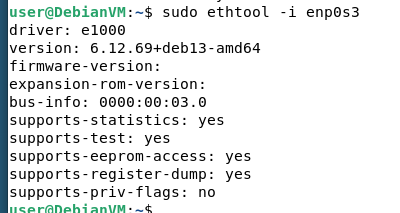 user@DebianVM:~$ sudo ethtool -i enp0s3
driver: e1000
version: 6.12.69+deb13-amd64
firmware-version:
expansion-rom-version:
bus-info: 0000:00:03.0
supports-statistics: yes
supports-test: yes
supports-eeprom-access: yes
supports-register-dump: yes
supports-priv-flags: no
user@DebianVM:~$